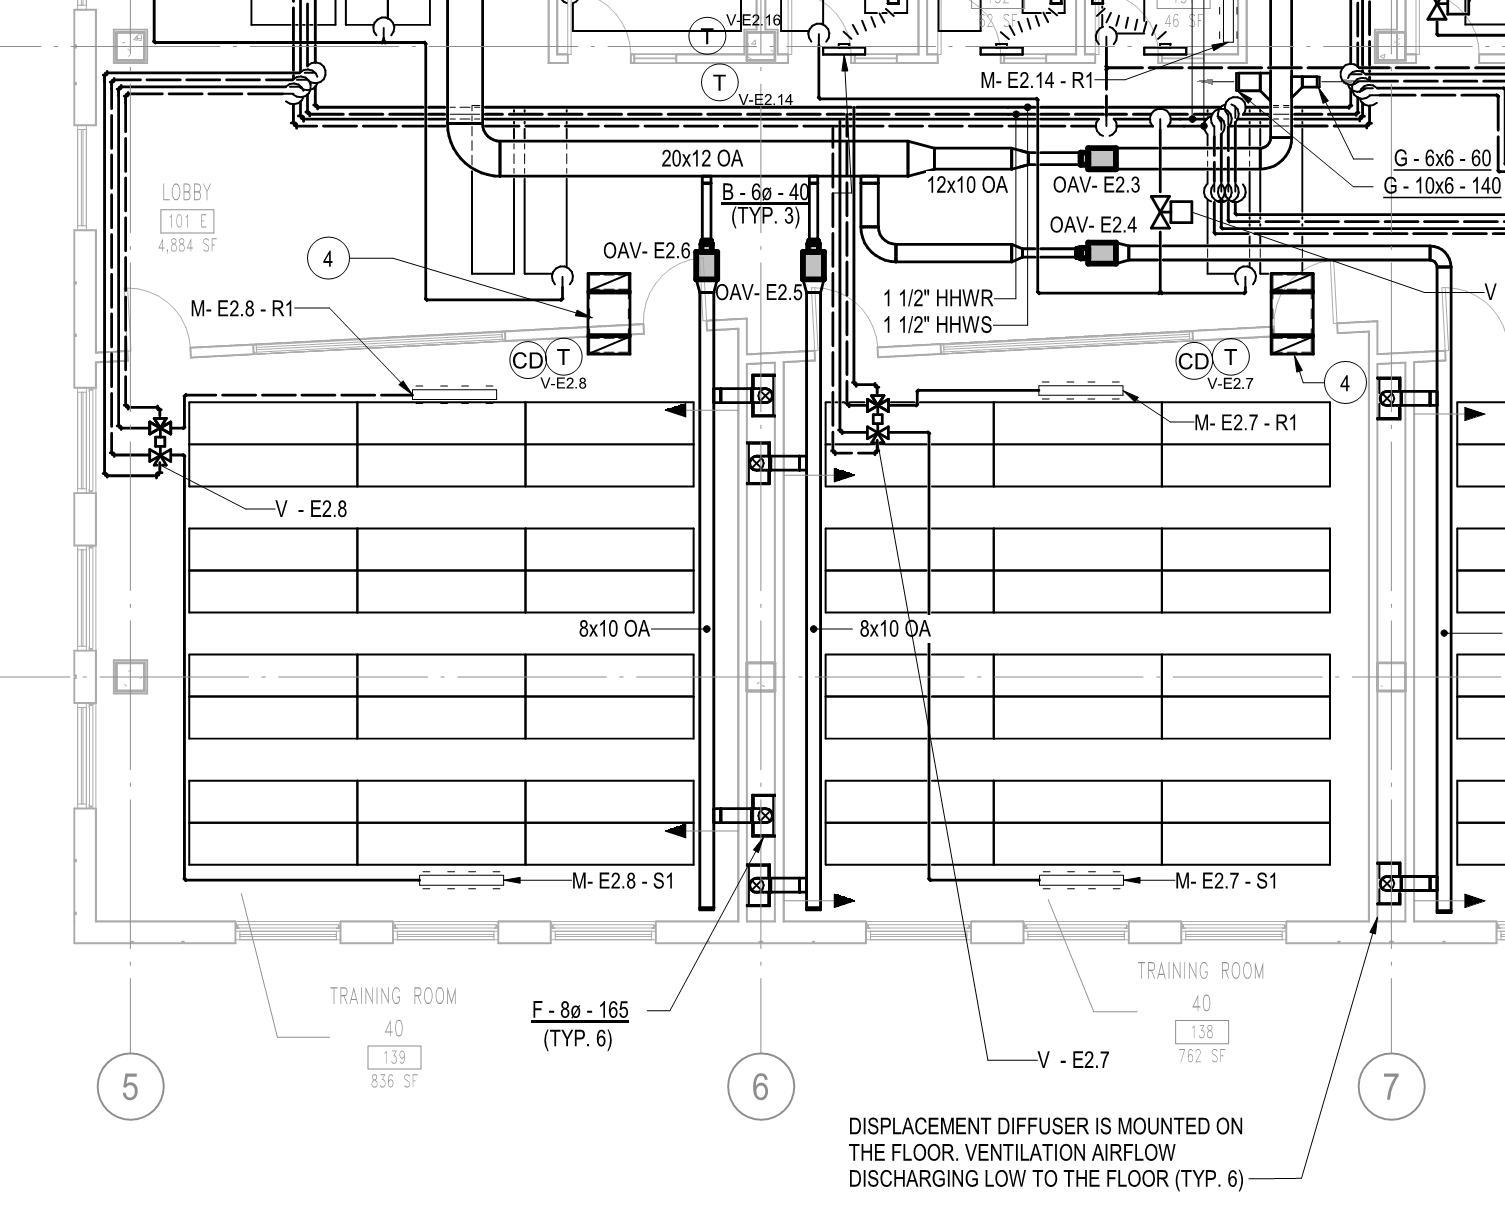 V-E2.16
T
T
V-E2.14
52 SF
46 SF
M- E2.14 - R1
20x12 OA
12x10 OA
OAV- E2.3
G - 6x6 - 60
G - 10x6 - 140
LOBBY
101 E
4,884 SF
B - 6ø - 40
(TYP. 3)
OAV- E2.4
4
OAV- E2.6
OAV- E2.5
1 1/2" HHWR
1 1/2" HHWS
V
M- E2.8 - R1
CD
T
V-E2.8
CD
T
V-E2.7
4
M- E2.7 - R1
V - E2.8
8x10 OA
8x10 OA
M- E2.8 - S1
M- E2.7 - S1
TRAINING ROOM
40
139
836 SF
F - 8ø - 165
(TYP. 6)
TRAINING ROOM
40
138
762 SF
V - E2.7
5
6
7
DISPLACEMENT DIFFUSER IS MOUNTED ON
THE FLOOR. VENTILATION AIRFLOW
DISCHARGING LOW TO THE FLOOR (TYP. 6)